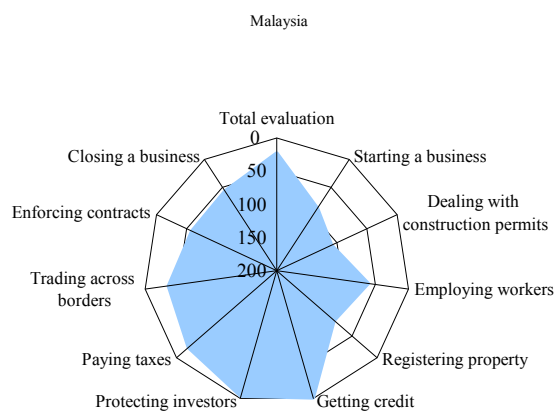 Malaysia
Total evaluation
0
50
100
150
200
Starting a business
Dealing with
construction permits
Employing workers
Registering property
Getting credit
Protecting investors
Paying taxes
Trading across
borders
Enforcing contracts
Closing a business